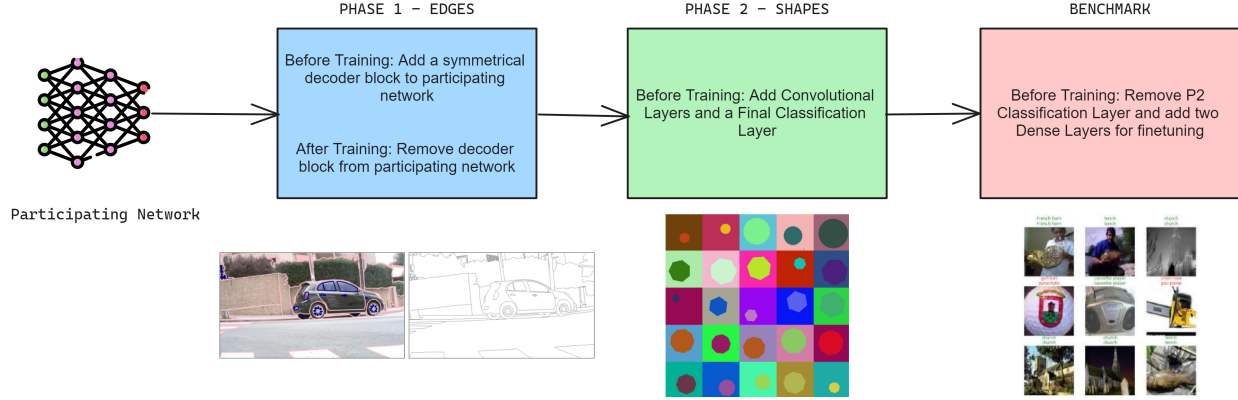 PHASE 1 - EDGES
PHASE 2 - SHAPES
BENCHMARK
Before Training: Add a symmetrical
decoder block to participating
network
After Training: Remove decoder
block from participating network
Before Training: Add Convolutional
Layers and a Final Classification
Layer
Before Training: Remove P2
Classification Layer and add two
Dense Layers for finetuning
Participating Network
french horn
french horn
tench
tench
church
church
parachute
cassette player
cassette player
chain saw
gas pump
church
church
church
church
tench
tench